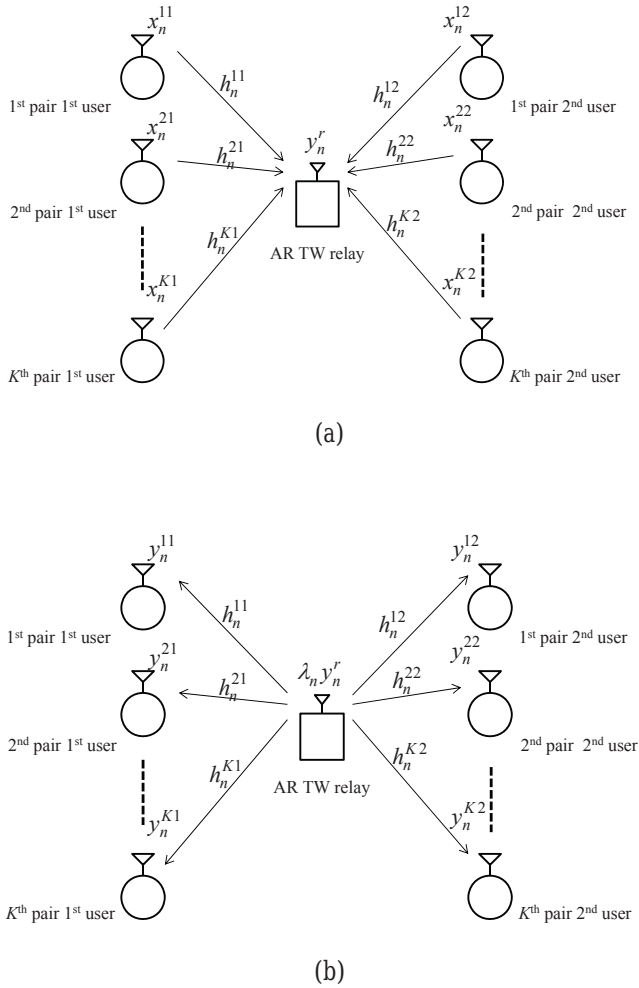 x_n^{11} x_n^{12}
h_n^{11} h_n^{12}
1st pair 1st user 1st pair 2nd user
x_n^{21} y_n^r x_n^{22}
h_n^{21} h_n^{22}
2nd pair 1st user 2nd pair 2nd user
h_n^{K1} h_n^{K2}
AR TW relay
x_n^{K1} x_n^{K2}
Kth pair 1st user Kth pair 2nd user
(a)
y_n^{11} y_n^{12}
h_n^{11} h_n^{12}
1st pair 1st user 1st pair 2nd user
y_n^{21} y_n^{22}
h_n^{21} λ_n y_n^r h_n^{22}
2nd pair 1st user 2nd pair 2nd user
h_n^{K1} h_n^{K2}
AR TW relay
y_n^{K1} y_n^{K2}
Kth pair 1st user Kth pair 2nd user
(b)